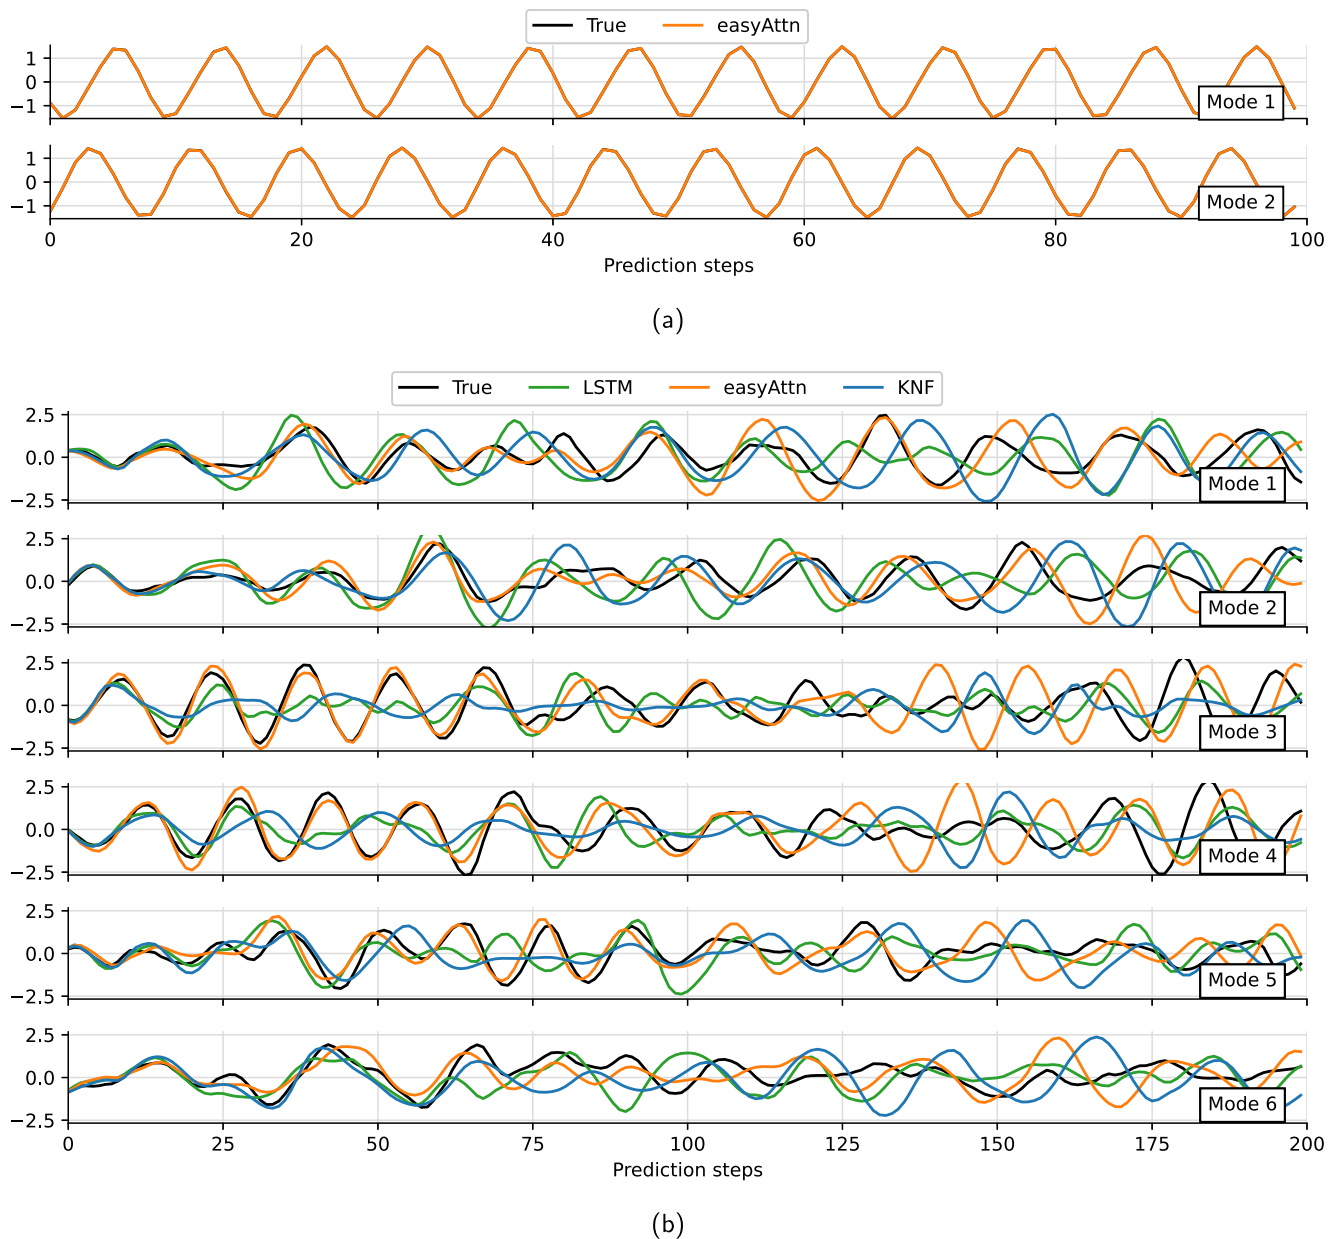 True easyAttn
1
0
−1
Mode 1
1
0
−1
Mode 2
0 20 40 60 80 100
Prediction steps
(a)
True LSTM easyAttn KNF
2.5
0.0
−2.5
Mode 1
2.5
0.0
−2.5
Mode 2
2.5
0.0
−2.5
Mode 3
2.5
0.0
−2.5
Mode 4
2.5
0.0
−2.5
Mode 5
2.5
0.0
−2.5
Mode 6
0 25 50 75 100 125 150 175 200
Prediction steps
(b)